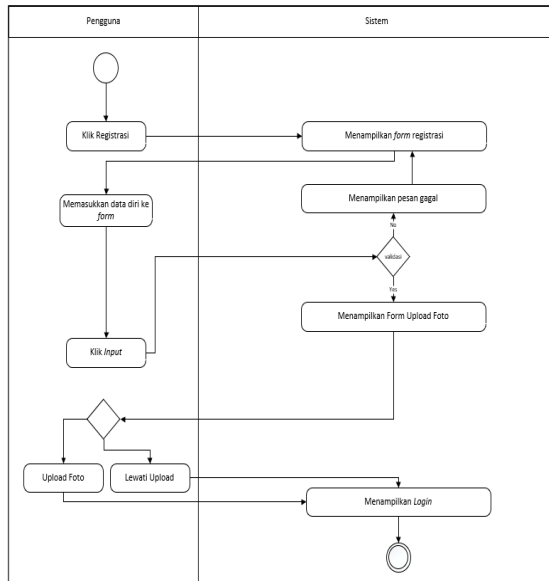 Pengguna
Sistem
Klik Registrasi
Menampilkan form registrasi
Memasukkan data diri ke
form
Menampilkan pesan gagal
No
validasi
Yes
Menampilkan Form Upload Foto
Klik Input
Upload Foto
Lewati Upload
Menampilkan Login